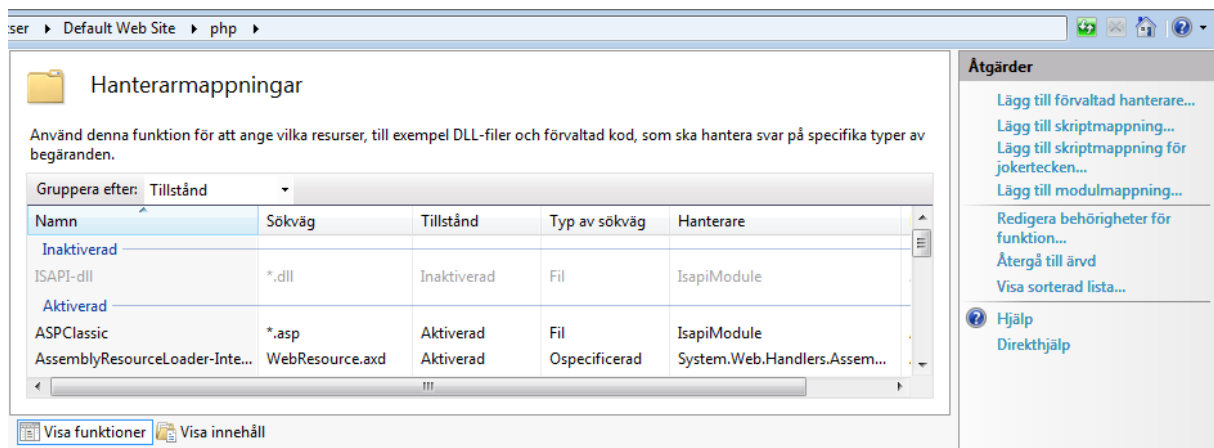 ser ▸ Default Web Site ▸ php ▸
Hanterarmappningar
Använd denna funktion för att ange vilka resurser, till exempel DLL-filer och förvaltad kod, som ska hantera svar på specifika typer av
begäranden.
Gruppera efter: Tillstånd
Namn Sökväg Tillstånd Typ av sökväg Hanterare
Inaktiverad
ISAPI-dll *.dll Inaktiverad Fil IsapiModule
Aktiverad
ASPClassic *.asp Aktiverad Fil IsapiModule
AssemblyResourceLoader-Inte... WebResource.axd Aktiverad Ospecificerad System.Web.Handlers.Assem...
Visa funktioner Visa innehåll
Åtgärder
Lägg till förvaltad hanterare...
Lägg till skriptmappning...
Lägg till skriptmappning för
jokertecken...
Lägg till modulmappning...
Redigera behörigheter för
funktion...
Återgå till ärvd
Visa sorterad lista...
Hjälp
Direkthjälp